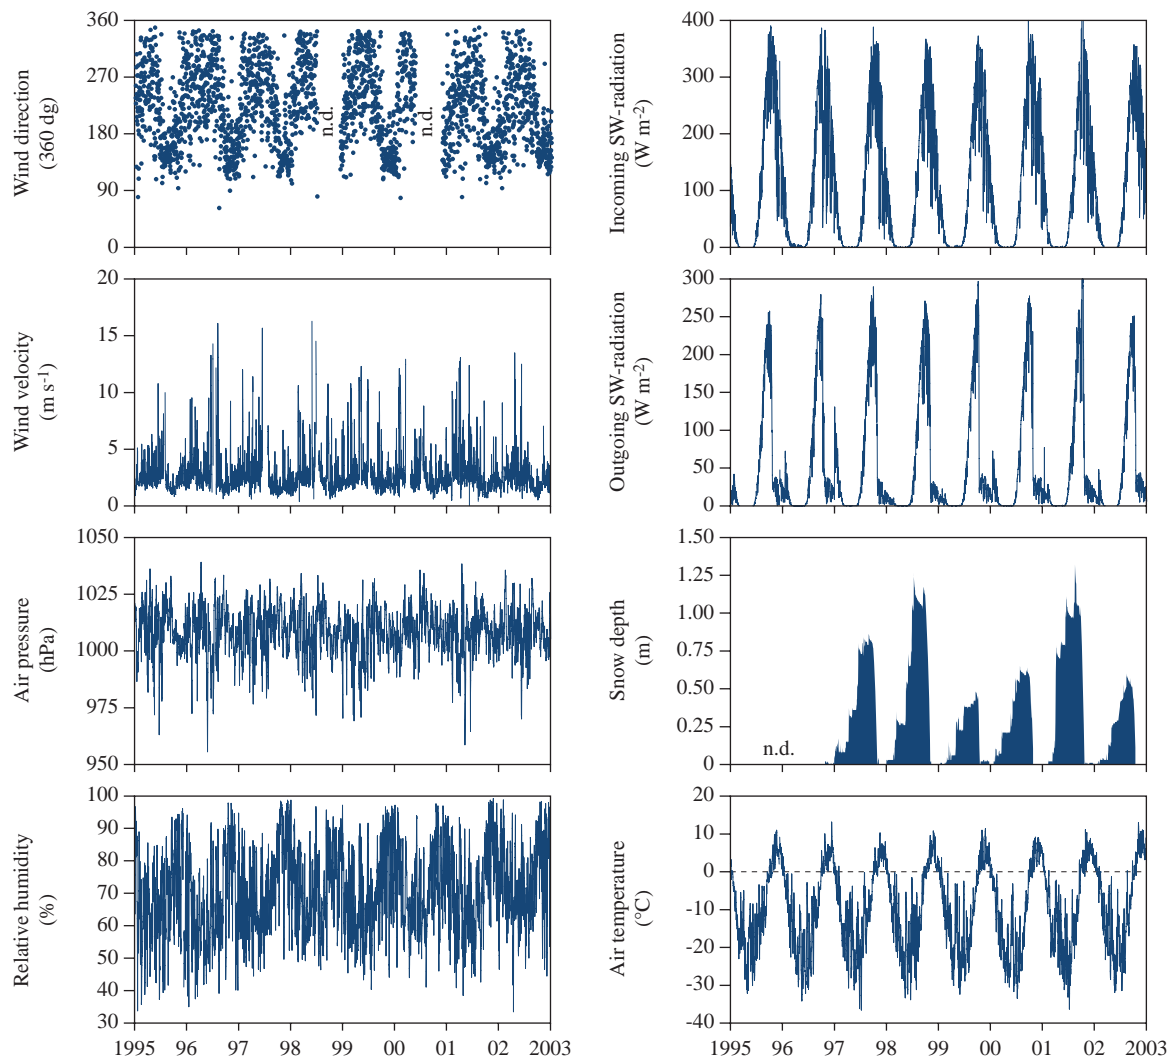 Wind direction
(360 dg)
360
270
180
90
0
n.d.
n.d.
Incoming SW-radiation
(W m-2)
400
300
200
100
0
Wind velocity
(m s-1)
20
15
10
5
0
Outgoing SW-radiation
(W m-2)
300
250
200
150
100
50
0
Air pressure
(hPa)
1050
1025
1000
975
950
Snow depth
(m)
1.50
1.25
1.00
0.75
0.50
0.25
0
n.d.
Relative humidity
(%)
100
90
80
70
60
50
40
30
1995 96 97 98 99 00 01 02 2003
Air temperature
(°C)
20
10
0
-10
-20
-30
-40
1995 96 97 98 99 00 01 02 2003